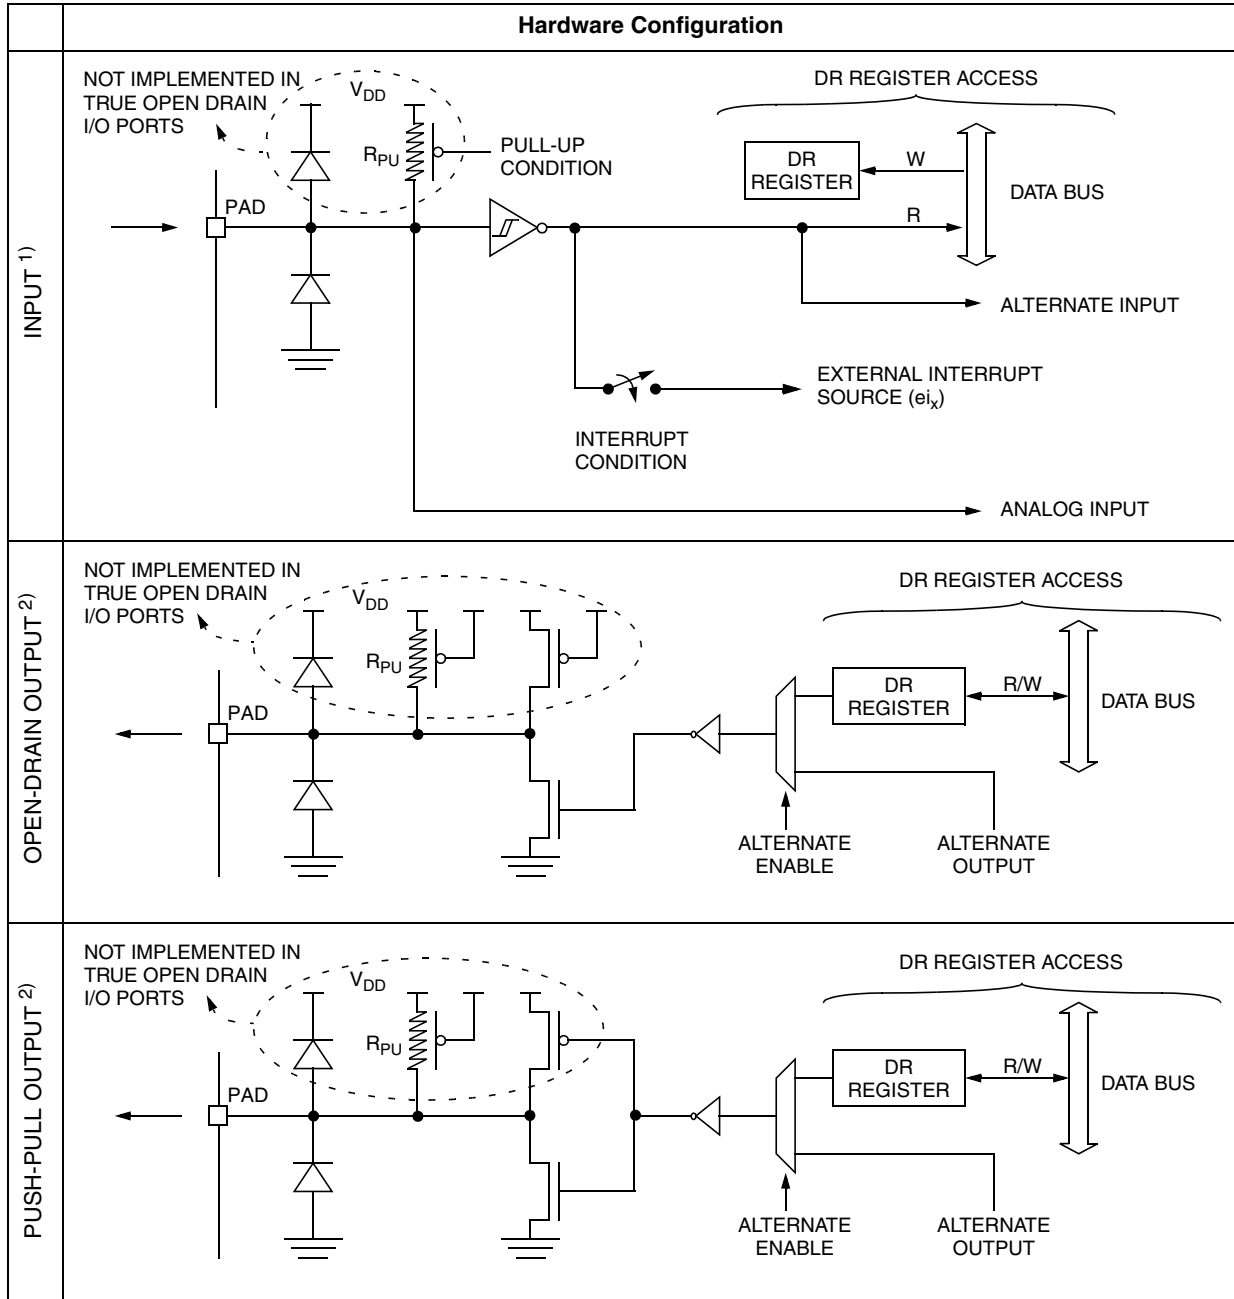 Hardware Configuration
INPUT 1)
NOT IMPLEMENTED IN
TRUE OPEN DRAIN
I/O PORTS
VDD
RPU
PULL-UP
CONDITION
PAD
DR REGISTER ACCESS
DR
REGISTER
W
R
DATA BUS
ALTERNATE INPUT
EXTERNAL INTERRUPT
SOURCE (eix)
INTERRUPT
CONDITION
ANALOG INPUT
OPEN-DRAIN OUTPUT 2)
NOT IMPLEMENTED IN
TRUE OPEN DRAIN
I/O PORTS
VDD
RPU
PAD
DR REGISTER ACCESS
DR
REGISTER
R/W
DATA BUS
ALTERNATE
ENABLE
ALTERNATE
OUTPUT
PUSH-PULL OUTPUT 2)
NOT IMPLEMENTED IN
TRUE OPEN DRAIN
I/O PORTS
VDD
RPU
PAD
DR REGISTER ACCESS
DR
REGISTER
R/W
DATA BUS
ALTERNATE
ENABLE
ALTERNATE
OUTPUT